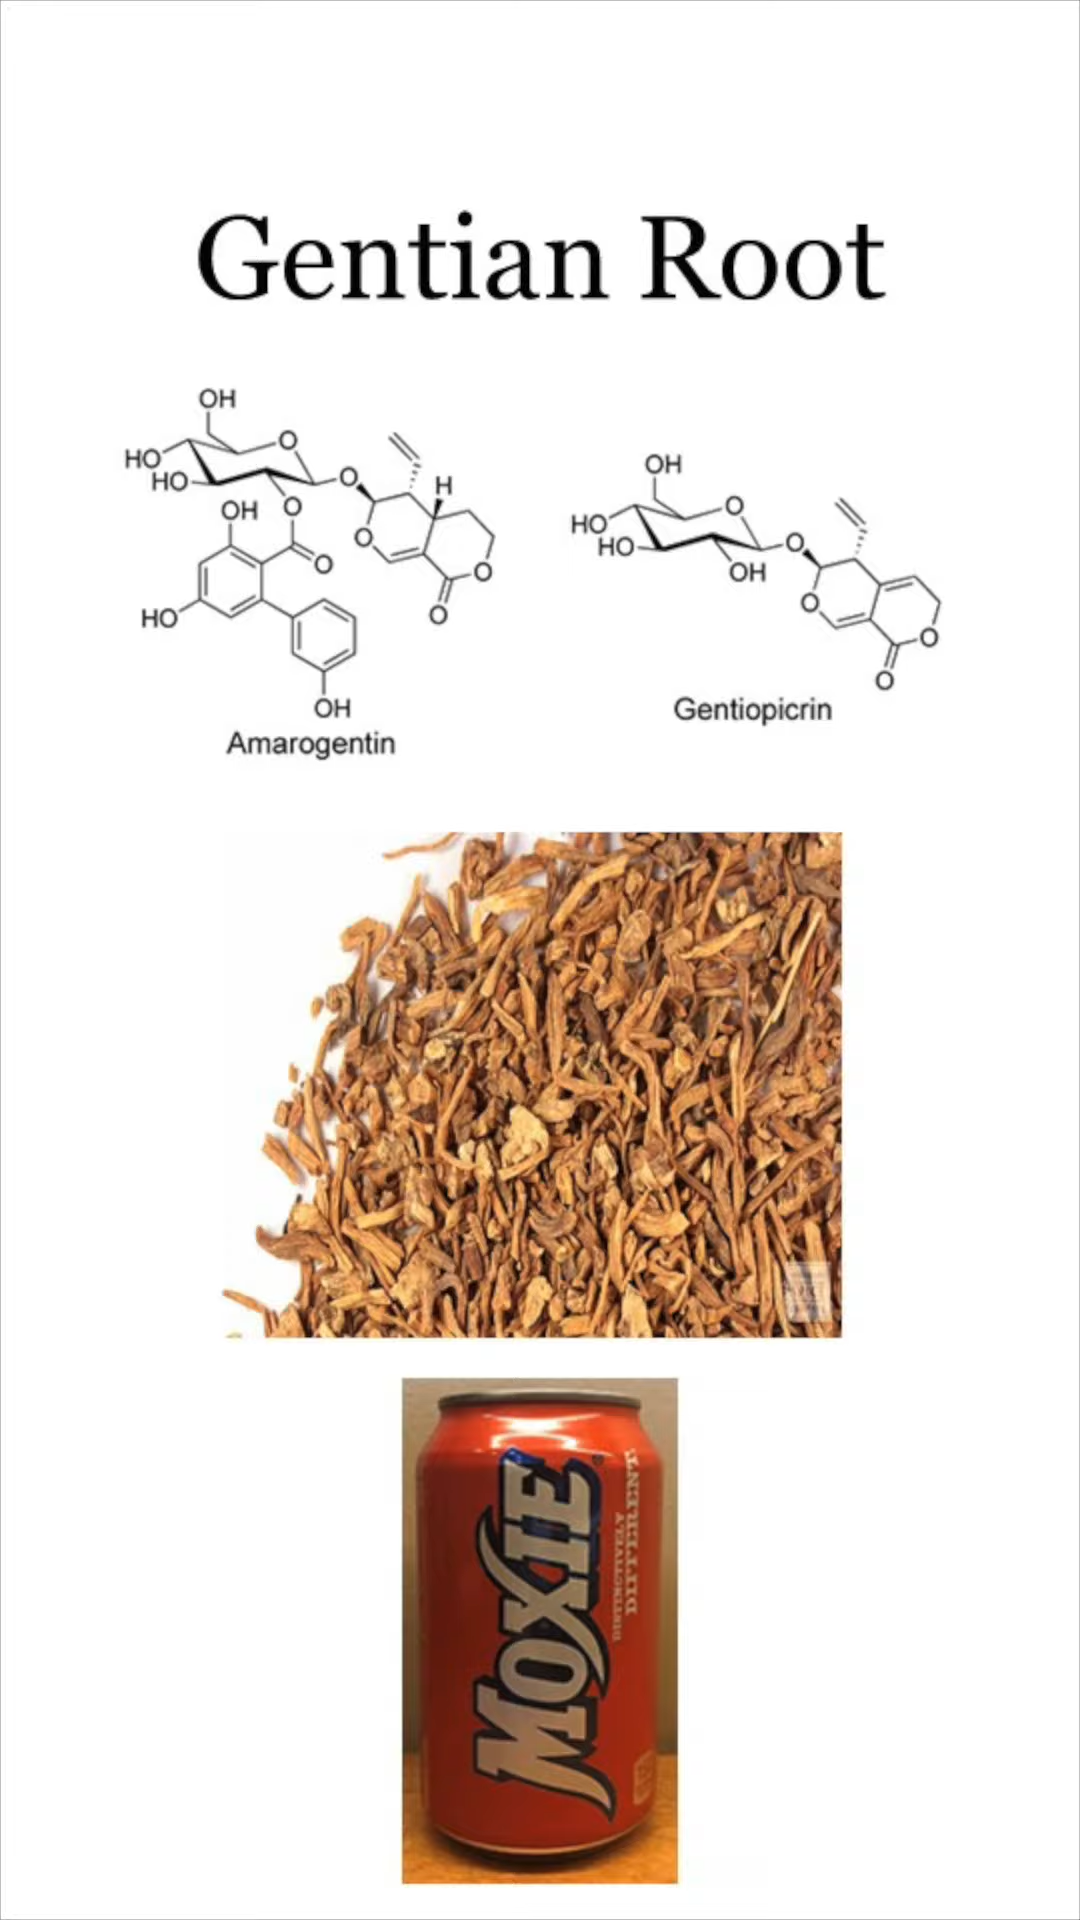 Gentian Root
OH
O
HO
HO
O
H
OH
O
O
O
O
HO
O
OH
Amarogentin
OH
O
HO
HO
O
OH
O
O
O
Gentiopicrin
MOXIE
DISTINCTIVELY
DIFFERENT!